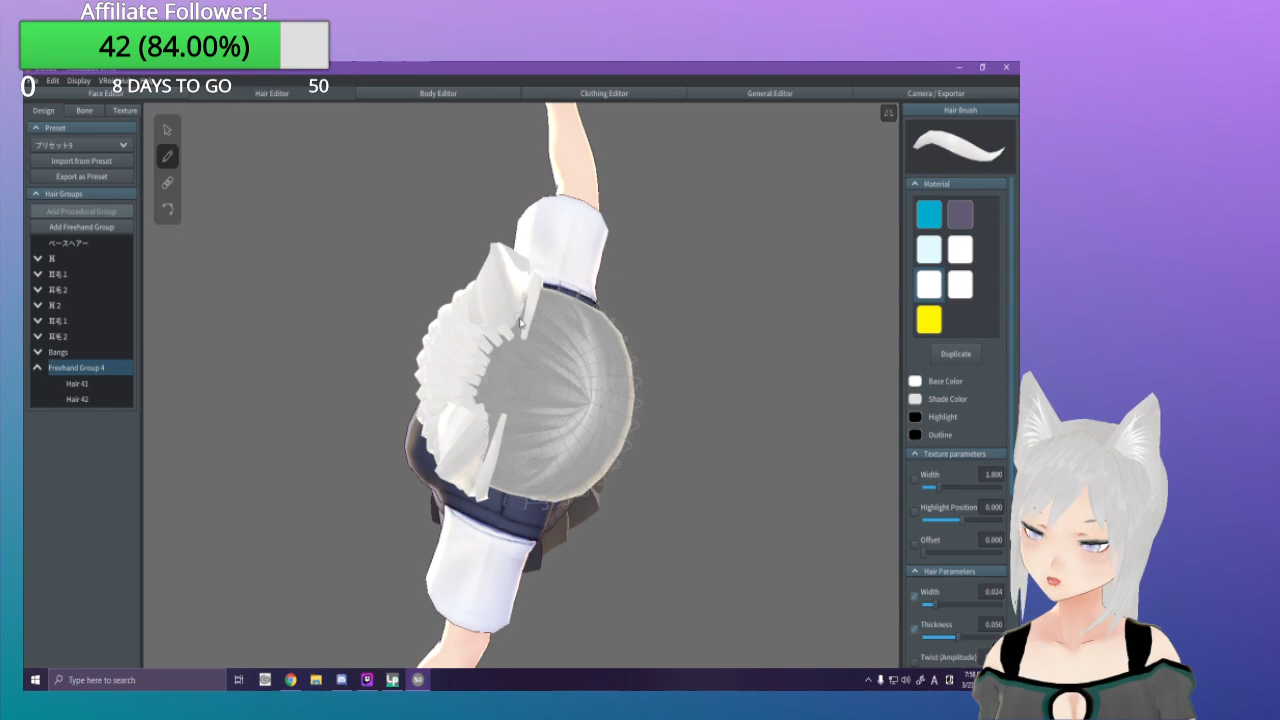 Affiliate Followers!
42 (84.00%)
0
8 DAYS TO GO
50
Edit
Display
Face Editor
Hair Editor
Body Editor
Clothing Editor
General Editor
Camera / Exporter
Design
Bone
Texture
Hair Brush
Preset
プリセット9
Import from Preset
Export as Preset
Hair Groups
Add Procedural Group
Add Freehand Group
ベースヘアー
耳
耳毛 1
耳毛 2
耳 2
耳毛 1
耳毛 2
Bangs
Freehand Group 4
Hair 41
Hair 42
Material
Duplicate
Base Color
Shade Color
Highlight
Outline
Texture parameters
Width
1.800
Highlight Position
0.000
Offset
0.000
Hair Parameters
Width
0.024
Thickness
0.050
Twist (Amplitude)
Type here to search
A